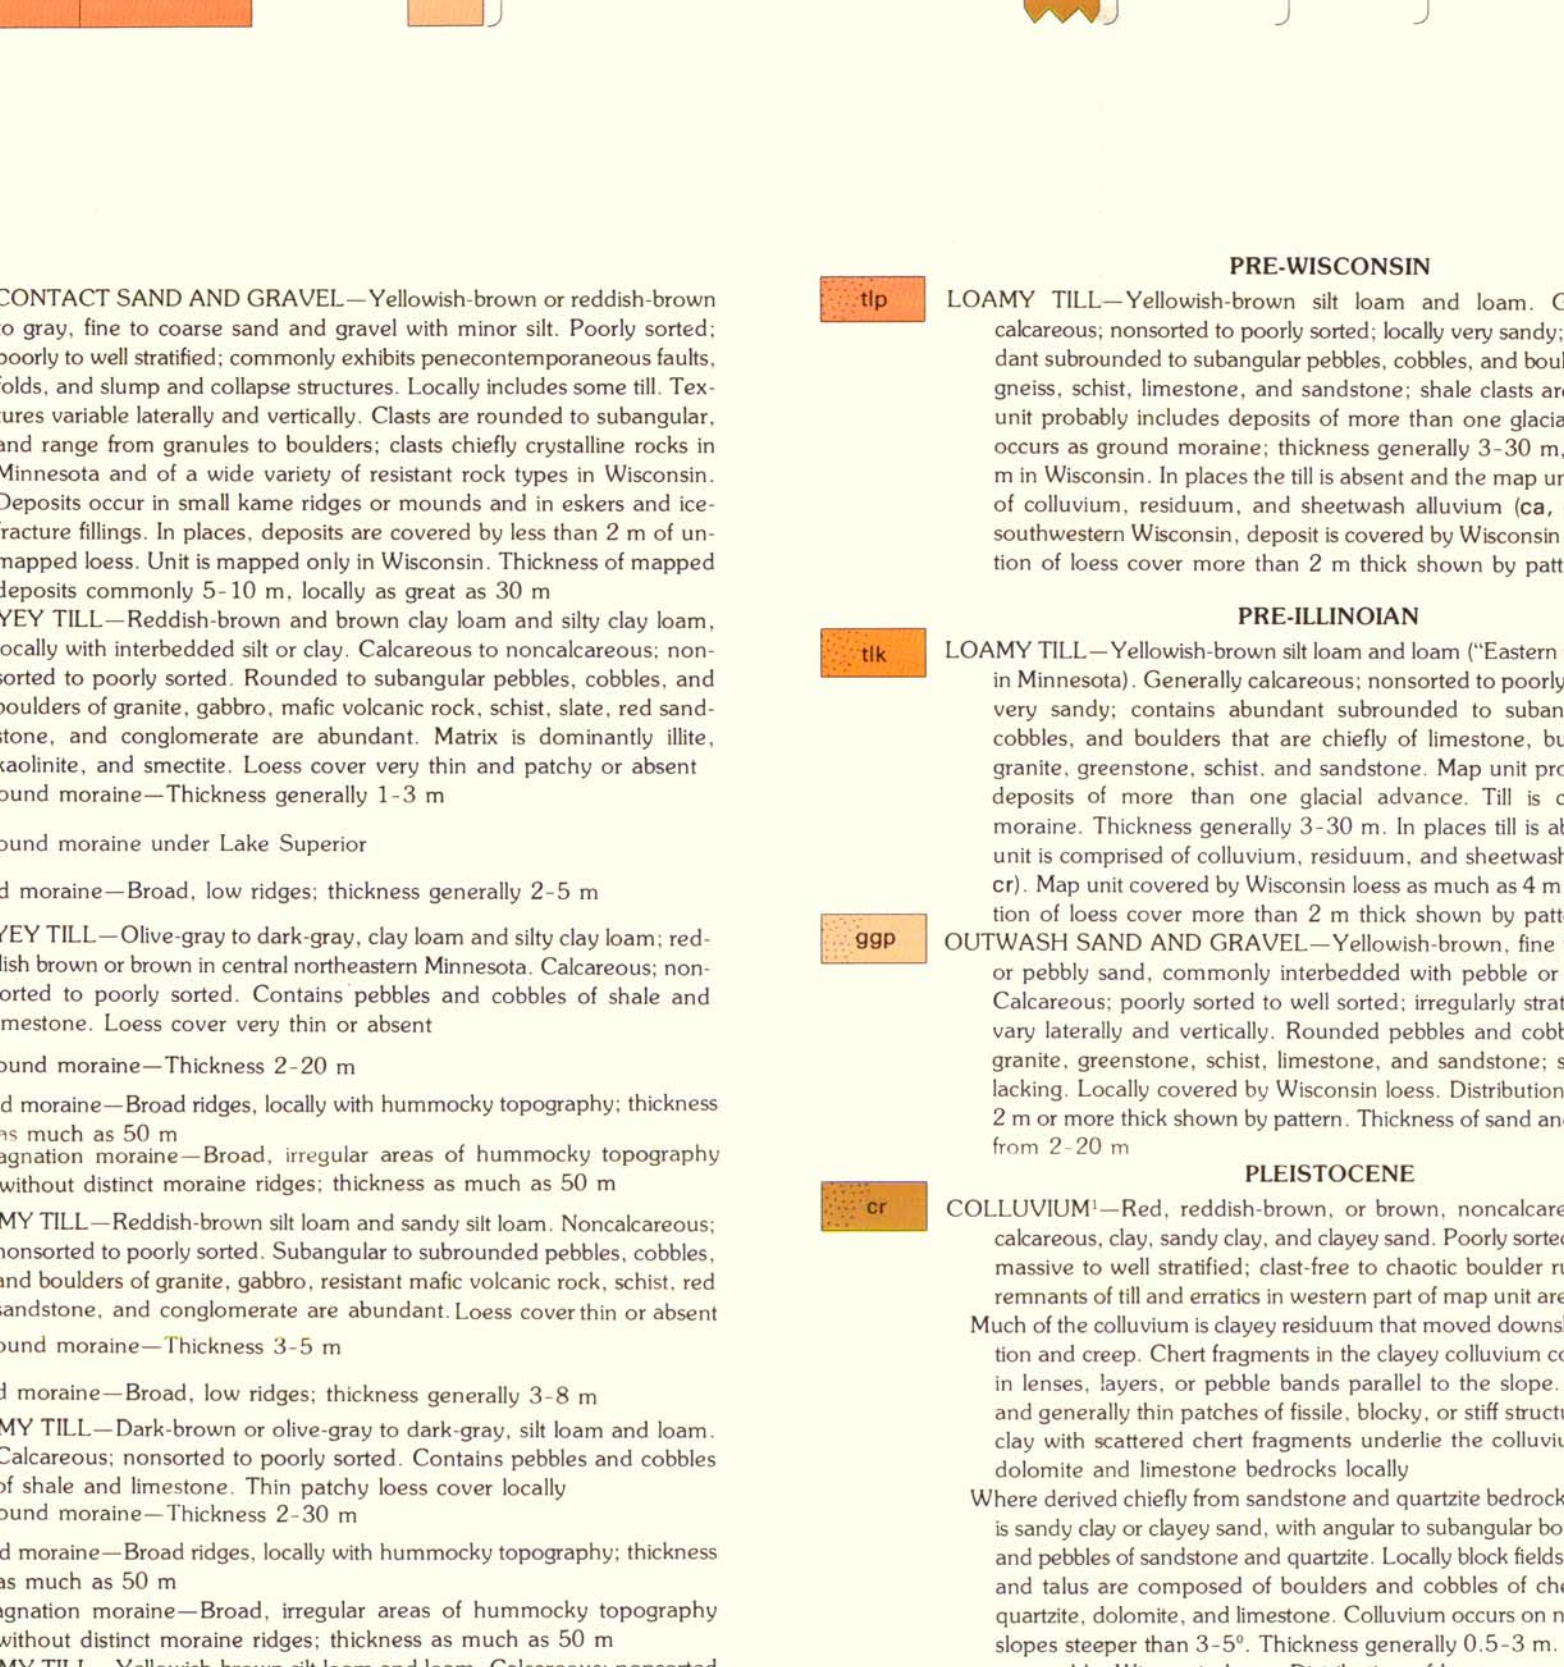 CONTACT SAND AND GRAVEL—Yellowish-brown or reddish-brown
to gray, fine to coarse sand and gravel with minor silt. Poorly sorted;
poorly to well stratified; commonly exhibits penecontemporaneous faults,
folds, and slump and collapse structures. Locally includes some till. Tex-
tures variable laterally and vertically. Clasts are rounded to subangular,
and range from granules to boulders; clasts chiefly crystalline rocks in
Minnesota and of a wide variety of resistant rock types in Wisconsin.
Deposits occur in small kame ridges or mounds and in eskers and ice-
fracture fillings. In places, deposits are covered by less than 2 m of un-
mapped loess. Unit is mapped only in Wisconsin. Thickness of mapped
deposits commonly 5-10 m, locally as great as 30 m
YEY TILL—Reddish-brown and brown clay loam and silty clay loam,
locally with interbedded silt or clay. Calcareous to noncalcareous; non-
sorted to poorly sorted. Rounded to subangular pebbles, cobbles, and
boulders of granite, gabbro, mafic volcanic rock, schist, slate, red sand-
stone, and conglomerate are abundant. Matrix is dominantly illite,
kaolinite, and smectite. Loess cover very thin and patchy or absent
ound moraine—Thickness generally 1-3 m
ound moraine under Lake Superior
d moraine—Broad, low ridges; thickness generally 2-5 m
YEY TILL—Olive-gray to dark-gray, clay loam and silty clay loam; red-
dish brown or brown in central northeastern Minnesota. Calcareous; non-
sorted to poorly sorted. Contains pebbles and cobbles of shale and
limestone. Loess cover very thin or absent
ound moraine—Thickness 2-20 m
d moraine—Broad ridges, locally with hummocky topography; thickness
as much as 50 m
agnation moraine—Broad, irregular areas of hummocky topography
without distinct moraine ridges; thickness as much as 50 m
MY TILL—Reddish-brown silt loam and sandy silt loam. Noncalcareous;
nonsorted to poorly sorted. Subangular to subrounded pebbles, cobbles,
and boulders of granite, gabbro, resistant mafic volcanic rock, schist, red
sandstone, and conglomerate are abundant. Loess cover thin or absent
ound moraine—Thickness 3-5 m
d moraine—Broad, low ridges; thickness generally 3-8 m
MY TILL—Dark-brown or olive-gray to dark-gray, silt loam and loam.
Calcareous; nonsorted to poorly sorted. Contains pebbles and cobbles
of shale and limestone. Thin patchy loess cover locally
ound moraine—Thickness 2-30 m
d moraine—Broad ridges, locally with hummocky topography; thickness
as much as 50 m
agnation moraine—Broad, irregular areas of hummocky topography
without distinct moraine ridges; thickness as much as 50 m
PRE-WISCONSIN
tlp
LOAMY TILL—Yellowish-brown silt loam and loam. G
calcareous; nonsorted to poorly sorted; locally very sandy;
dant subrounded to subangular pebbles, cobbles, and boul
gneiss, schist, limestone, and sandstone; shale clasts are
unit probably includes deposits of more than one glacia
occurs as ground moraine; thickness generally 3-30 m,
m in Wisconsin. In places the till is absent and the map un
of colluvium, residuum, and sheetwash alluvium (ca,
southwestern Wisconsin, deposit is covered by Wisconsin
tion of loess cover more than 2 m thick shown by patt
PRE-ILLINOIAN
tlk
LOAMY TILL—Yellowish-brown silt loam and loam (“Eastern
in Minnesota). Generally calcareous; nonsorted to poorly
very sandy; contains abundant subrounded to suban
cobbles, and boulders that are chiefly of limestone, bu
granite, greenstone, schist, and sandstone. Map unit pro
deposits of more than one glacial advance. Till is c
moraine. Thickness generally 3-30 m. In places till is ab
unit is comprised of colluvium, residuum, and sheetwash
cr). Map unit covered by Wisconsin loess as much as 4 m
tion of loess cover more than 2 m thick shown by patt
ggp
OUTWASH SAND AND GRAVEL—Yellowish-brown, fine
or pebbly sand, commonly interbedded with pebble or
Calcareous; poorly sorted to well sorted; irregularly strat
vary laterally and vertically. Rounded pebbles and cobb
granite, greenstone, schist, limestone, and sandstone; s
lacking. Locally covered by Wisconsin loess. Distribution
2 m or more thick shown by pattern. Thickness of sand an
from 2-20 m
PLEISTOCENE
cr
COLLUVIUM¹—Red, reddish-brown, or brown, noncalcare
calcareous, clay, sandy clay, and clayey sand. Poorly sorted
massive to well stratified; clast-free to chaotic boulder ru
remnants of till and erratics in western part of map unit are
Much of the colluvium is clayey residuum that moved downsl
tion and creep. Chert fragments in the clayey colluvium co
in lenses, layers, or pebble bands parallel to the slope.
and generally thin patches of fissile, blocky, or stiff structu
clay with scattered chert fragments underlie the colluviu
dolomite and limestone bedrocks locally
Where derived chiefly from sandstone and quartzite bedrock
is sandy clay or clayey sand, with angular to subangular bo
and pebbles of sandstone and quartzite. Locally block fields
and talus are composed of boulders and cobbles of che
quartzite, dolomite, and limestone. Colluvium occurs on n
slopes steeper than 3-5º. Thickness generally 0.5-3 m.